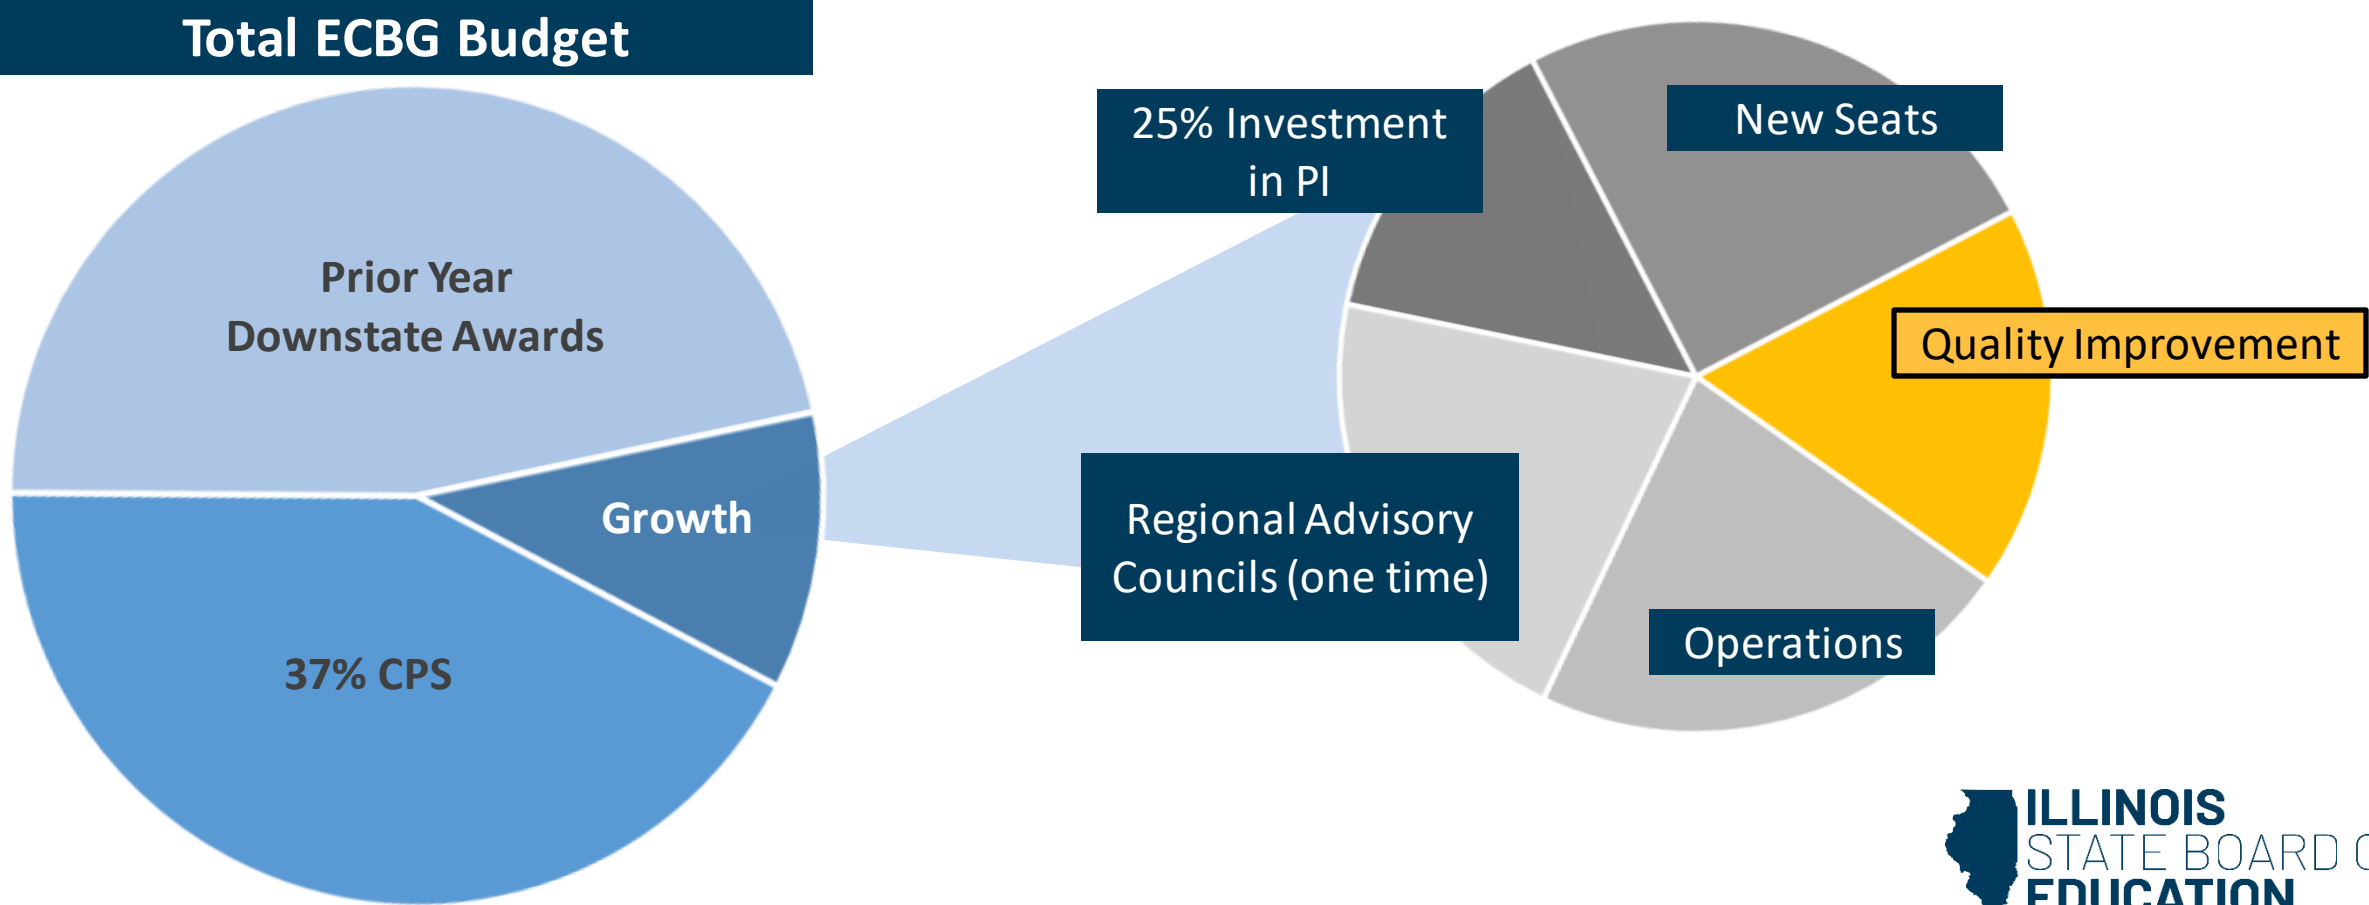 Total ECBG Budget
Prior Year
Downstate Awards
Growth
37% CPS
25% Investment
in PI
New Seats
Quality Improvement
Regional Advisory
Councils (one time)
Operations
ILLINOIS
STATE BOARD O
EDUCATION